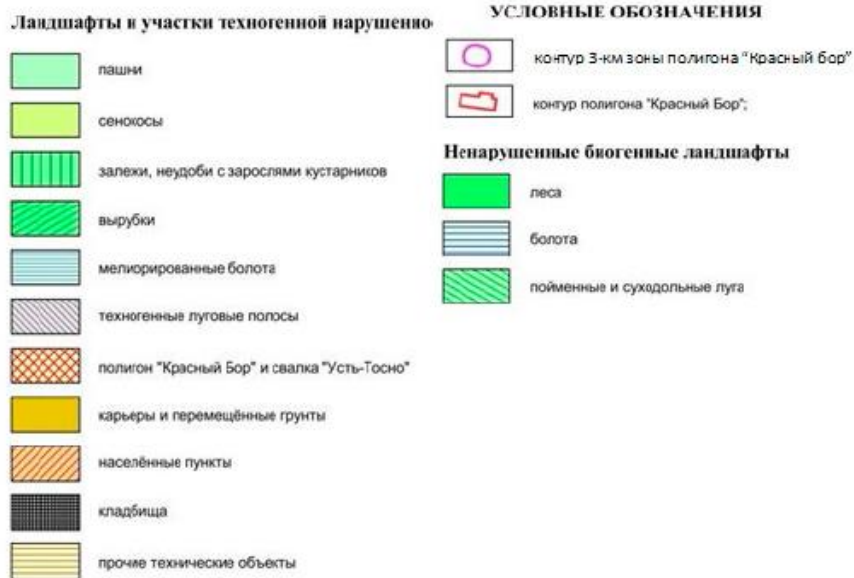 Ландшафты и участки техногенной нарушенно
пашни
сенокосы
залежи, неудоби с зарослями кустарников
вырубки
мелиорированные болота
техногенные луговые полосы
полигон "Красный Бор" и свалка "Усть-Тосно"
карьеры и перемещённые грунты
населённые пункты
кладбища
прочие технические объекты
УСЛОВНЫЕ ОБОЗНАЧЕНИЯ
контур 3-км зоны полигона "Красный бор"
контур полигона "Красный Бор";
Ненарушенные биогенные ландшафты
леса
болота
пойменные и суходольные луга